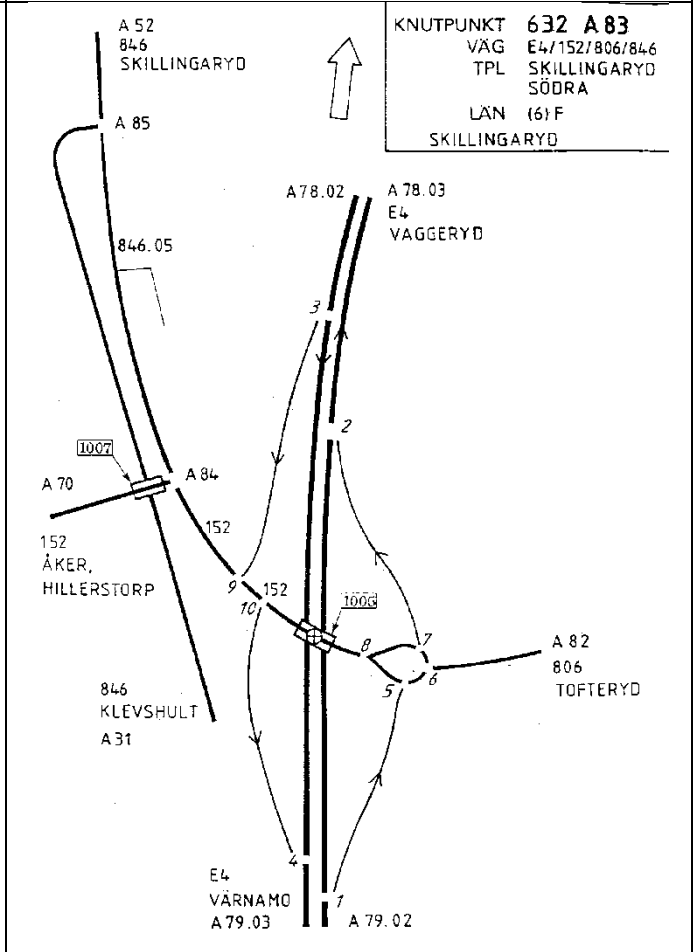 KNUTPUNKT 632 A83
VÄG E4/152/806/846
TPL SKILLINGARYD
SÖDRA
LÄN (6) F
SKILLINGARYD
A 52
846
SKILLINGARYD
A 85
A78.02
A 78.03
E4
VAGGERYD
846.05
3
2
1007
A 84
A 70
152
152
ÅKER,
HILLERSTORP
9
152
10
1006
8
7
A 82
806
TOFTERYD
6
5
846
KLEVSHULT
A31
4
E4
VÄRNAMO
A79.03
1
A 79.02